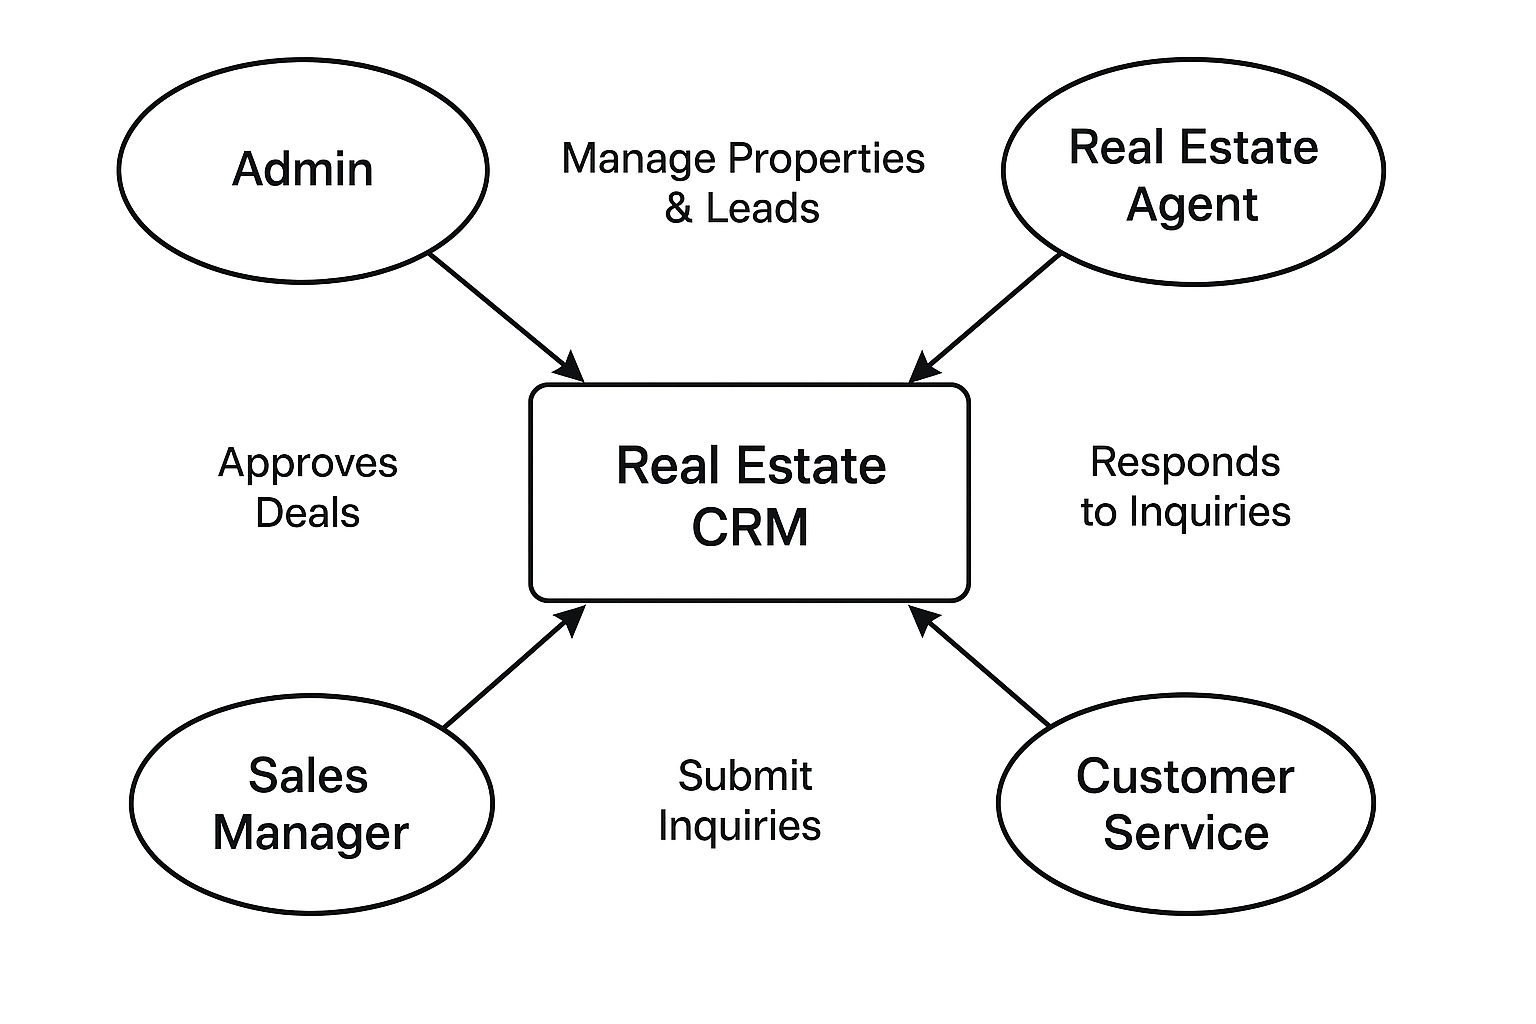 Admin
Manage Properties
& Leads
Real Estate
Agent
Approves
Deals
Real Estate
CRM
Responds
to Inquiries
Sales
Manager
Submit
Inquiries
Customer
Service